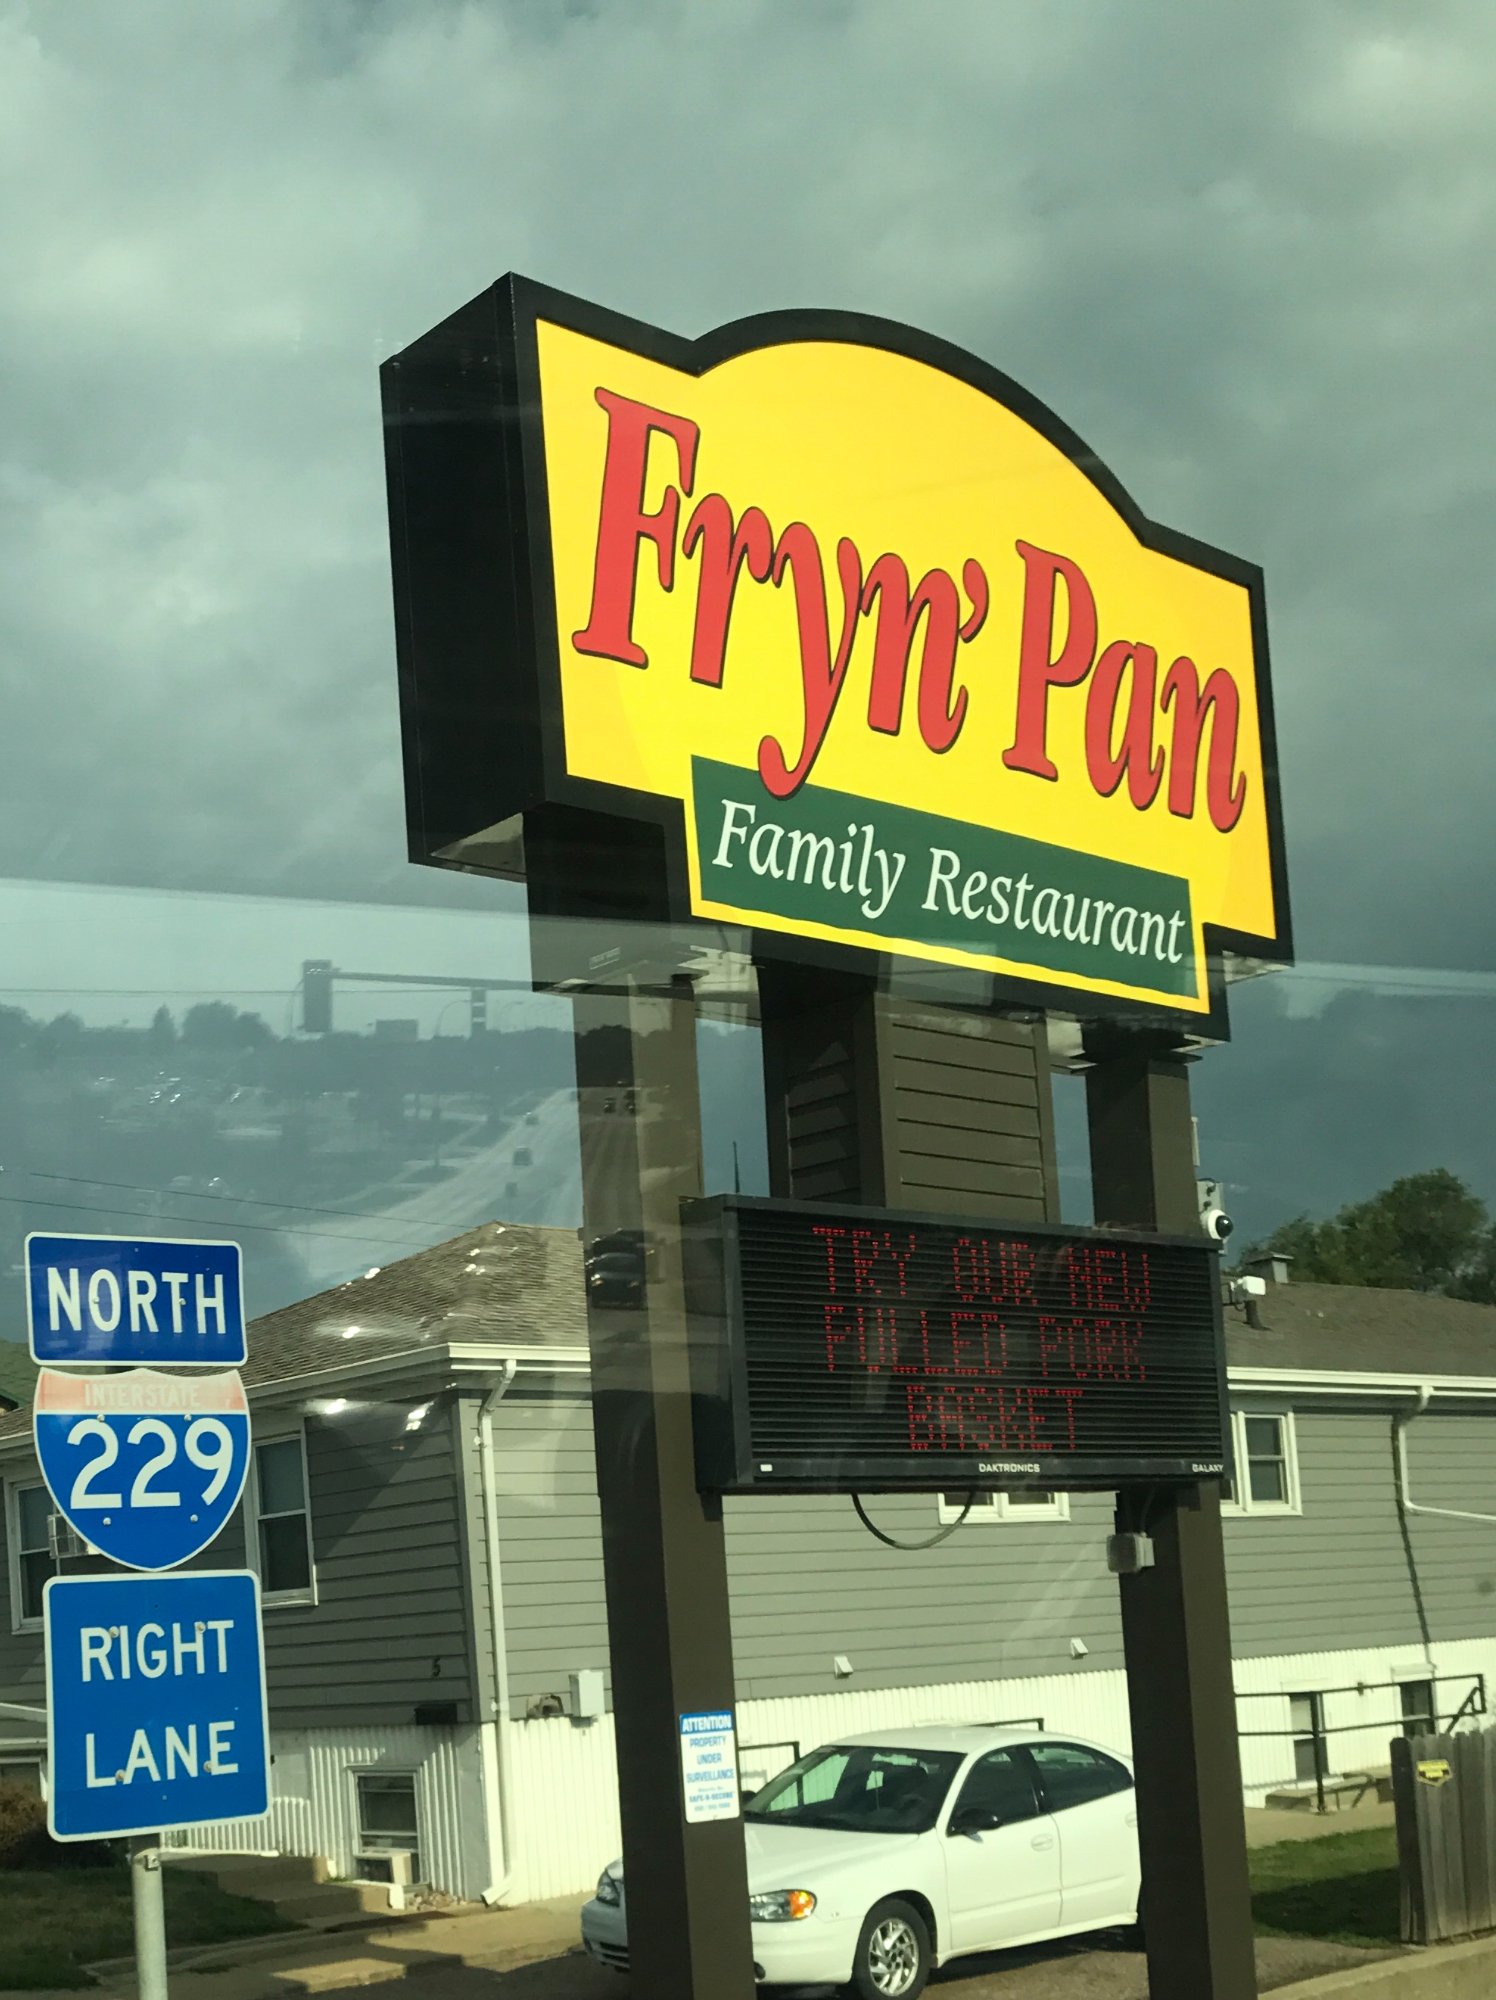 Fryn' Pan
Family Restaurant
TRY OUR NEW
PULLED PORK
BASKET
DAKTRONICS
GALAXY
NORTH
INTERSTATE
229
RIGHT
LANE
5
ATTENTION
PROPERTY
UNDER
SURVEILLANCE